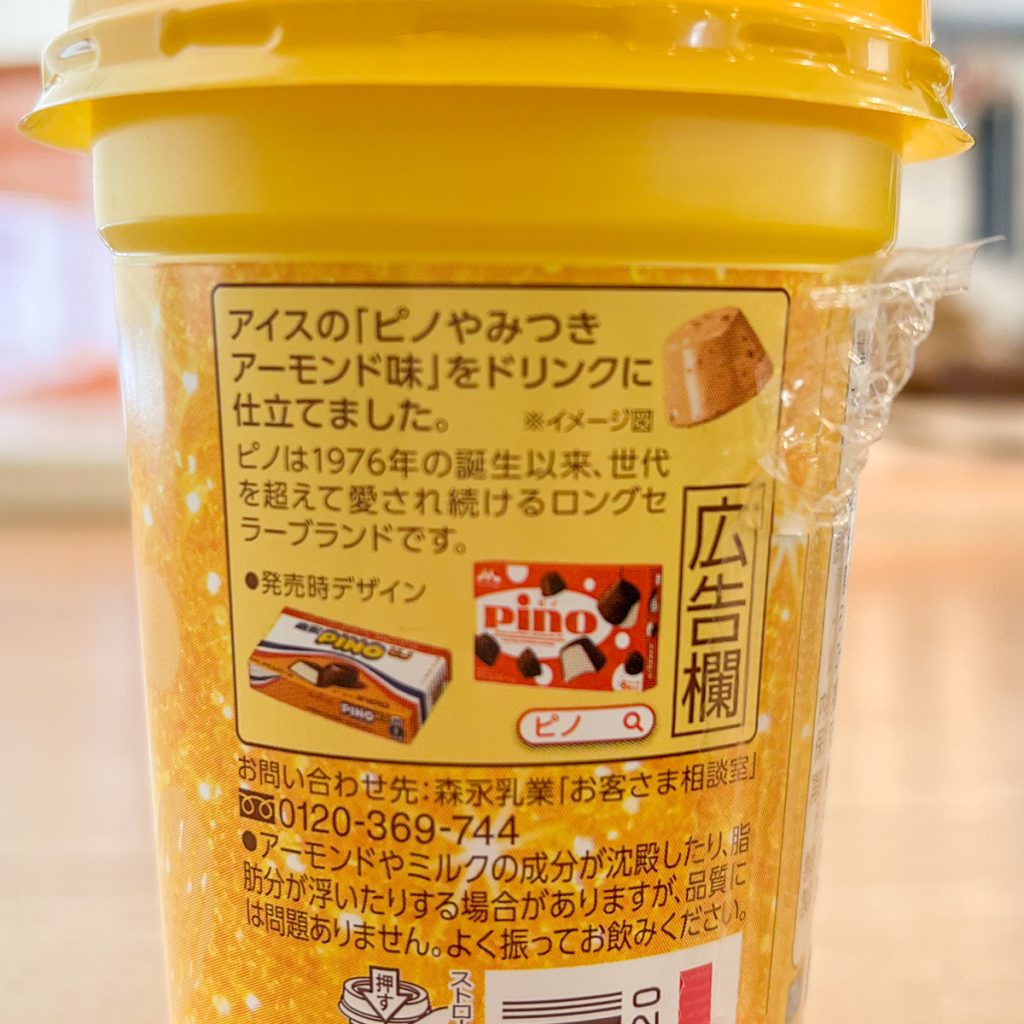 アイスの「ピノやみつき
アーモンド味」をドリンクに
仕立てました。
※イメージ図
ピノは1976年の誕生以来、世代
を超えて愛され続けるロングセ
ラーブランドです。
●発売時デザイン
PINO
PINO
pino
ピノ
広告欄
お問い合わせ先:森永乳業「お客さま相談室」
0120-369-744
●アーモンドやミルクの成分が沈殿したり、脂
肪分が浮いたりする場合がありますが、品質に
は問題ありません。よく振ってお飲みください。
押す
ストロ
20